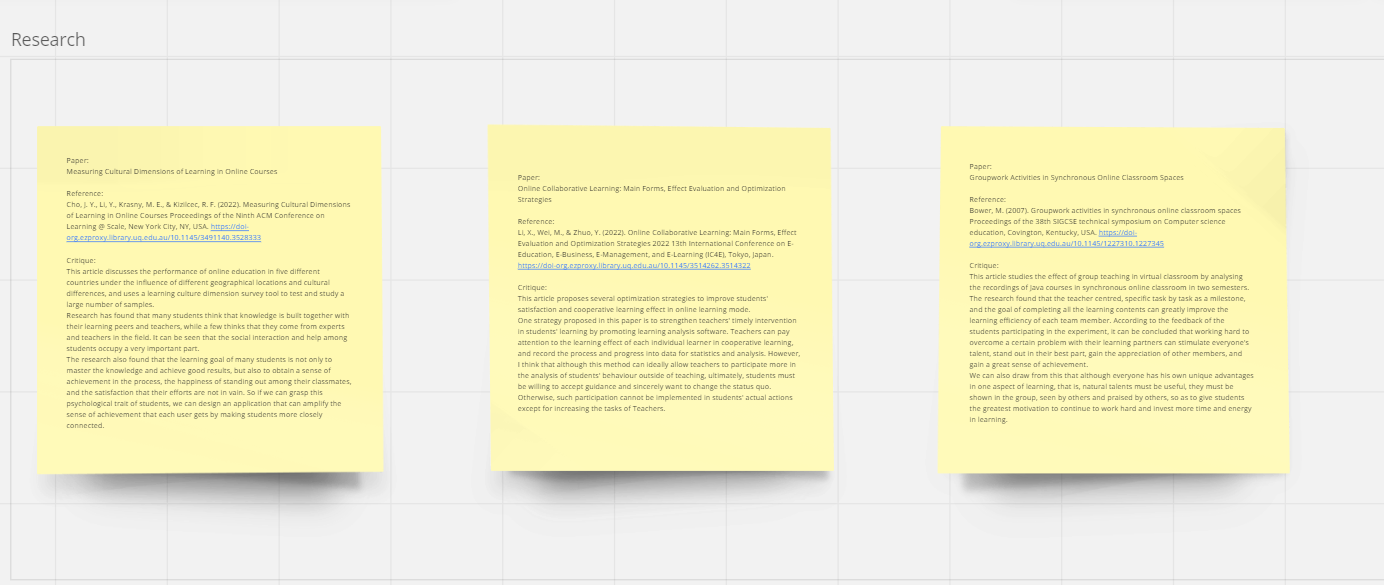 Research
Paper:
Measuring Cultural Dimensions of Learning in Online Courses
Reference:
Cho, J. Y., Li, Y., Krasny, M. E., & Kizilcec, R. F. (2022). Measuring Cultural Dimensions
of Learning in Online Courses Proceedings of the Ninth ACM Conference on
Learning @ Scale, New York City, NY, USA. https://doi-
org.ezproxy.library.uq.edu.au/10.1145/3491140.3528333
Critique:
This article discusses the performance of online education in five different
countries under the influence of different geographical locations and cultural
differences, and uses a learning culture dimension survey tool to test and study a
large number of samples.
Research has found that many students think that knowledge is built together with
their learning peers and teachers, while a few thinks that they come from experts
and teachers in the field. It can be seen that the social interaction and help among
students occupy a very important part.
The research also found that the learning goal of many students is not only to
master the knowledge and achieve good results, but also to obtain a sense of
achievement in the process, the happiness of standing out among their classmates,
and the satisfaction that their efforts are not in vain. So if we can grasp this
psychological trait of students, we can design an application that can amplify the
sense of achievement that each user gets by making students more closely
connected.
Paper:
Online Collaborative Learning: Main Forms, Effect Evaluation and Optimization
Strategies
Reference:
Li, X., Wei, M., & Zhuo, Y. (2022). Online Collaborative Learning: Main Forms, Effect
Evaluation and Optimization Strategies 2022 13th International Conference on E-
Education, E-Business, E-Management, and E-Learning (IC4E), Tokyo, Japan.
https://doi-org.ezproxy.library.uq.edu.au/10.1145/3514262.3514322
Critique:
This article proposes several optimization strategies to improve students'
satisfaction and cooperative learning effect in online learning mode.
One strategy proposed in this paper is to strengthen teachers' timely intervention
in students' learning by promoting learning analysis software. Teachers can pay
attention to the learning effect of each individual learner in cooperative learning,
and record the process and progress into data for statistics and analysis. However,
I think that although this method can ideally allow teachers to participate more in
the analysis of students' behaviour outside of teaching, ultimately, students must
be willing to accept guidance and sincerely want to change the status quo.
Otherwise, such participation cannot be implemented in students' actual actions
except for increasing the tasks of Teachers.
Paper:
Groupwork Activities in Synchronous Online Classroom Spaces
Reference:
Bower, M. (2007). Groupwork activities in synchronous online classroom spaces
Proceedings of the 38th SIGCSE technical symposium on Computer science
education, Covington, Kentucky, USA. https://doi-
org.ezproxy.library.uq.edu.au/10.1145/1227310.1227345
Critique:
This article studies the effect of group teaching in virtual classroom by analysing
the recordings of Java courses in synchronous online classroom in two semesters.
The research found that the teacher centred, specific task by task as a milestone,
and the goal of completing all the learning contents can greatly improve the
learning efficiency of each team member. According to the feedback of the
students participating in the experiment, it can be concluded that working hard to
overcome a certain problem with their learning partners can stimulate everyone's
talent, stand out in their best part, gain the appreciation of other members, and
gain a great sense of achievement.
We can also draw from this that although everyone has his own unique advantages
in one aspect of learning, that is, natural talents must be useful, they must be
shown in the group, seen by others and praised by others, so as to give students
the greatest motivation to continue to work hard and invest more time and energy
in learning.